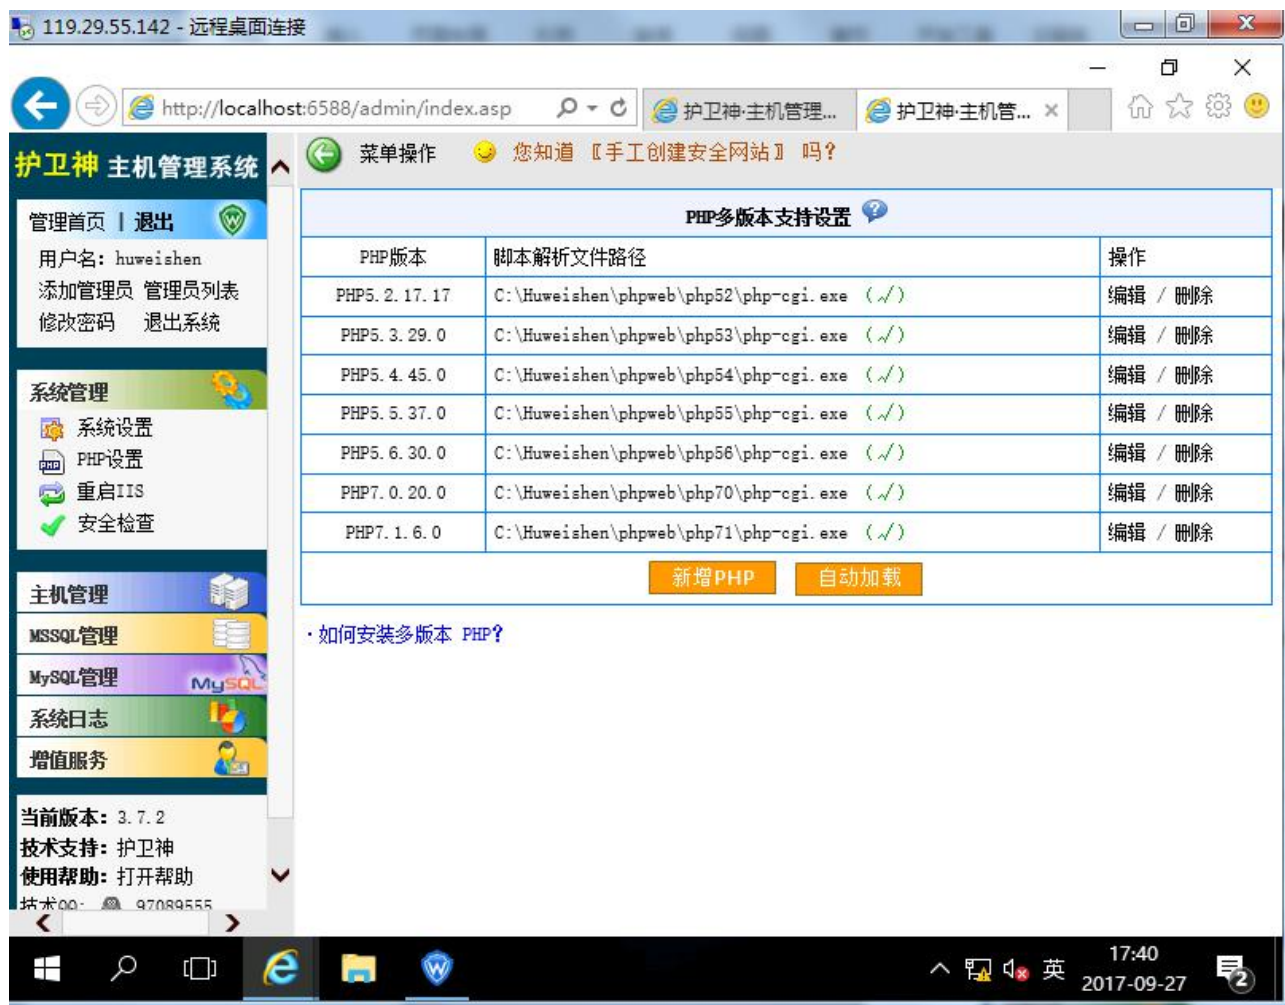 119.29.55.142 - 远程桌面连接
http://localhost:6588/admin/index.asp
护卫神·主机管理...
护卫神·主机管...
护卫神 主机管理系统
菜单操作
您知道〖手工创建安全网站〗吗?
管理首页 | 退出
用户名: huweishen
添加管理员 管理员列表
修改密码 退出系统
系统管理
系统设置
PHP设置
重启IIS
安全检查
主机管理
MSSQL管理
MySQL管理
MySQL
系统日志
增值服务
当前版本: 3.7.2
技术支持: 护卫神
使用帮助: 打开帮助
技术QQ: 97089555
PHP多版本支持设置
PHP版本 脚本解析文件路径 操作
PHP5.2.17.17 C:\Huweishen\phpweb\php52\php-cgi.exe (√) 编辑 / 删除
PHP5.3.29.0 C:\Huweishen\phpweb\php53\php-cgi.exe (√) 编辑 / 删除
PHP5.4.45.0 C:\Huweishen\phpweb\php54\php-cgi.exe (√) 编辑 / 删除
PHP5.5.37.0 C:\Huweishen\phpweb\php55\php-cgi.exe (√) 编辑 / 删除
PHP5.6.30.0 C:\Huweishen\phpweb\php56\php-cgi.exe (√) 编辑 / 删除
PHP7.0.20.0 C:\Huweishen\phpweb\php70\php-cgi.exe (√) 编辑 / 删除
PHP7.1.6.0 C:\Huweishen\phpweb\php71\php-cgi.exe (√) 编辑 / 删除
新增PHP 自动加载
·如何安装多版本 PHP?
英
17:40
2017-09-27
2